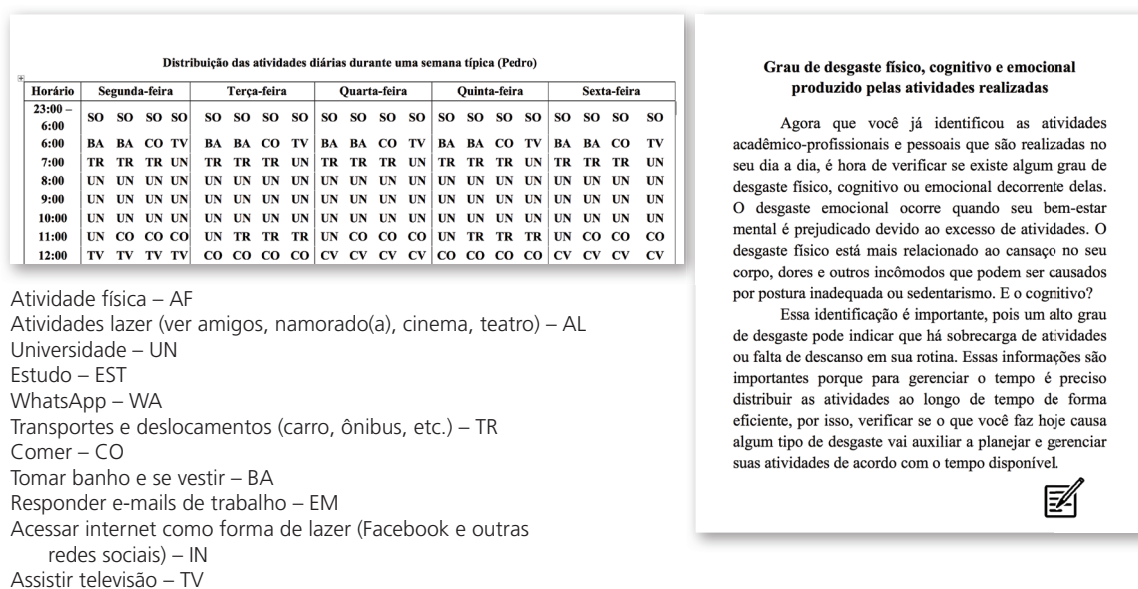 Distribuição das atividades diárias durante uma semana típica (Pedro)
Horário Segunda-feira Terça-feira Quarta-feira Quinta-feira Sexta-feira
23:00 –
6:00
SO SO SO SO SO SO SO SO SO SO SO SO SO SO SO SO SO SO SO SO
6:00 BA BA CO TV BA BA CO TV BA BA CO TV BA BA CO TV BA BA CO TV
7:00 TR TR TR UN TR TR TR UN TR TR TR UN TR TR TR UN TR TR TR UN
8:00 UN UN UN UN UN UN UN UN UN UN UN UN UN UN UN UN UN UN UN UN
9:00 UN UN UN UN UN UN UN UN UN UN UN UN UN UN UN UN UN UN UN UN
10:00 UN UN UN UN UN UN UN UN UN UN UN UN UN UN UN UN UN UN UN UN
11:00 UN CO CO CO UN TR TR TR UN CO CO CO UN TR TR TR UN CO CO CO
12:00 TV TV TV TV CO CO CO CO CV CV CV CV CO CO CO CO CV CV CV CV
Atividade física – AF
Atividades lazer (ver amigos, namorado(a), cinema, teatro) – AL
Universidade – UN
Estudo – EST
WhatsApp – WA
Transportes e deslocamentos (carro, ônibus, etc.) – TR
Comer – CO
Tomar banho e se vestir – BA
Responder e-mails de trabalho – EM
Acessar internet como forma de lazer (Facebook e outras
redes sociais) – IN
Assistir televisão – TV
Grau de desgaste físico, cognitivo e emocional
produzido pelas atividades realizadas
Agora que você já identificou as atividades
acadêmico-profissionais e pessoais que são realizadas no
seu dia a dia, é hora de verificar se existe algum grau de
desgaste físico, cognitivo ou emocional decorrente delas.
O desgaste emocional ocorre quando seu bem-estar
mental é prejudicado devido ao excesso de atividades. O
desgaste físico está mais relacionado ao cansaço no seu
corpo, dores e outros incômodos que podem ser causados
por postura inadequada ou sedentarismo. E o cognitivo?
Essa identificação é importante, pois um alto grau
de desgaste pode indicar que há sobrecarga de atividades
ou falta de descanso em sua rotina. Essas informações são
importantes porque para gerenciar o tempo é preciso
distribuir as atividades ao longo de tempo de forma
eficiente, por isso, verificar se o que você faz hoje causa
algum tipo de desgaste vai auxiliar a planejar e gerenciar
suas atividades de acordo com o tempo disponível.